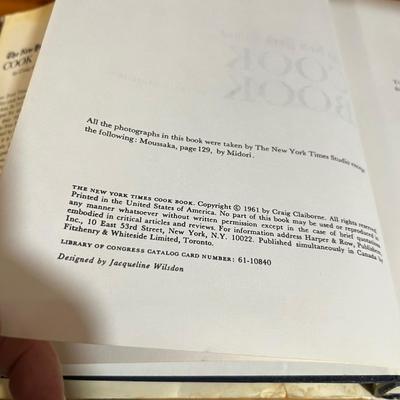 The New
COOK
COOK
BOOK
All the photographs in this book were taken by The New York Times Studio except
the following: Moussaka, page 129, by Midori.
THE NEW YORK TIMES COOK BOOK. Copyright © 1961 by Craig Claiborne. All rights reserved.
Printed in the United States of America. No part of this book may be used or reproduced in
any manner whatsoever without written permission except in the case of brief quotations
embodied in critical articles and reviews. For information address Harper & Row, Publishers,
Inc., 10 East 53rd Street, New York, N.Y. 10022. Published simultaneously in Canada by
Fitzhenry & Whiteside Limited, Toronto.
LIBRARY OF CONGRESS CATALOG CARD NUMBER: 61-10840
Designed by Jacqueline Wilsdon